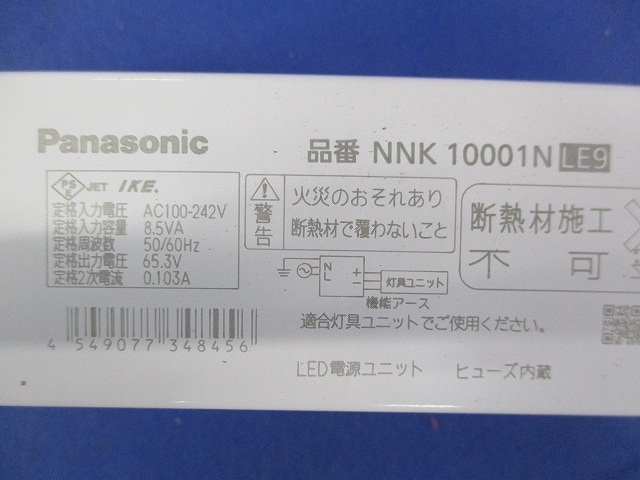 Panasonic
品番 NNK 10001N LE9
PS E JET IKE.
定格入力電圧 AC100-242V
定格入力容量 8.5VA
定格周波数 50/60Hz
定格出力電圧 65.3V
定格2次電流 0.103A
警告
火災のおそれあり
断熱材で覆わないこと
断熱材施工
不可
N
L
+
−
灯具ユニット
機能アース
適合灯具ユニットでご使用ください。
4 549077 348456
LED電源ユニット ヒューズ内蔵